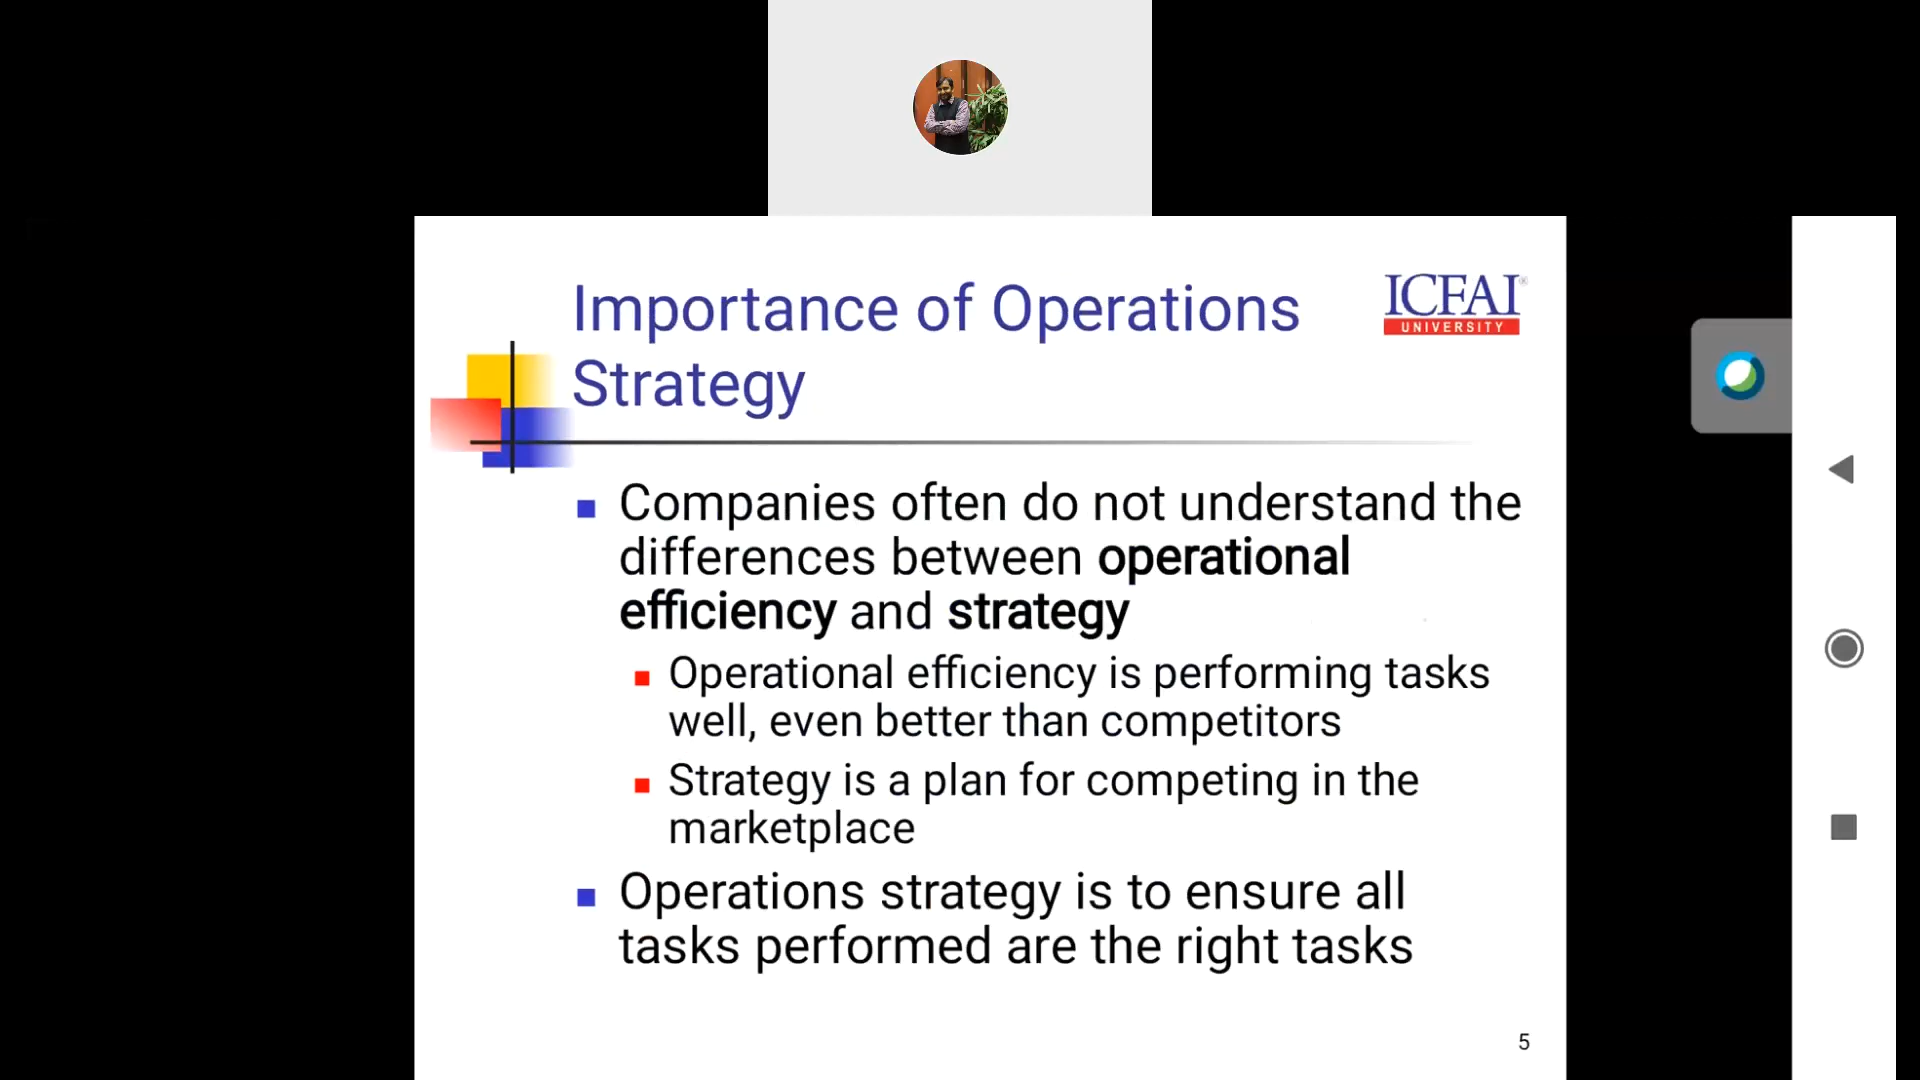 Importance of Operations
Strategy
ICFAI
UNIVERSITY
Companies often do not understand the
differences between operational
efficiency and strategy
Operational efficiency is performing tasks
well, even better than competitors
Strategy is a plan for competing in the
marketplace
Operations strategy is to ensure all
tasks performed are the right tasks
5